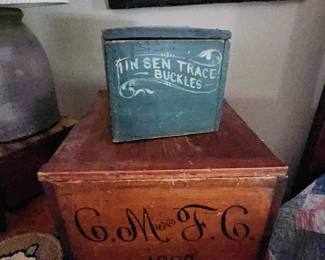 TIN SEN TRACE
BUCKLES
C. M. F. C.